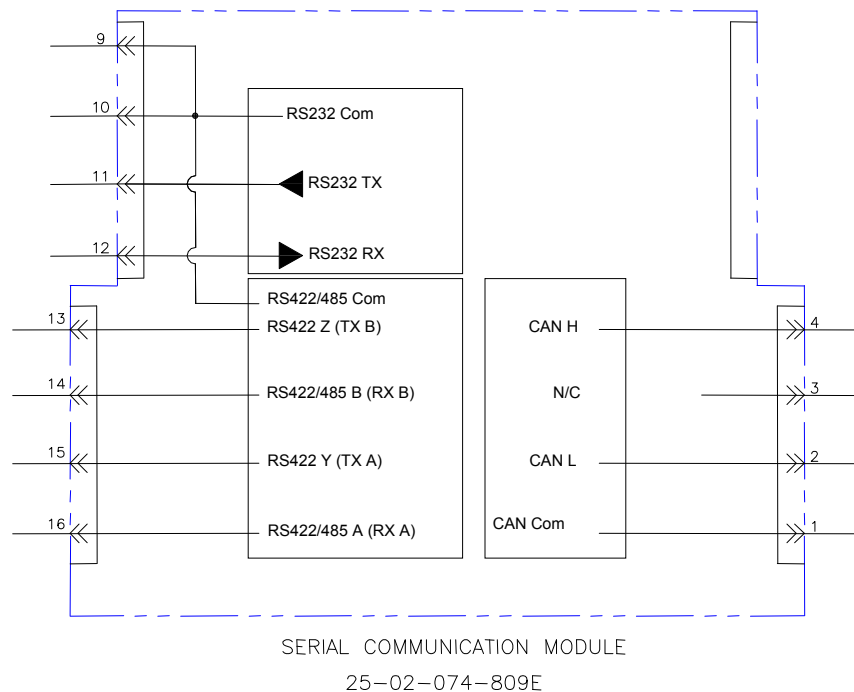 9
10
RS232 Com
11
RS232 TX
12
RS232 RX
RS422/485 Com
13
RS422 Z (TX B)
CAN H
4
14
RS422/485 B (RX B)
N/C
3
15
RS422 Y (TX A)
CAN L
2
16
RS422/485 A (RX A)
CAN Com
1
SERIAL COMMUNICATION MODULE
25-02-074-809E